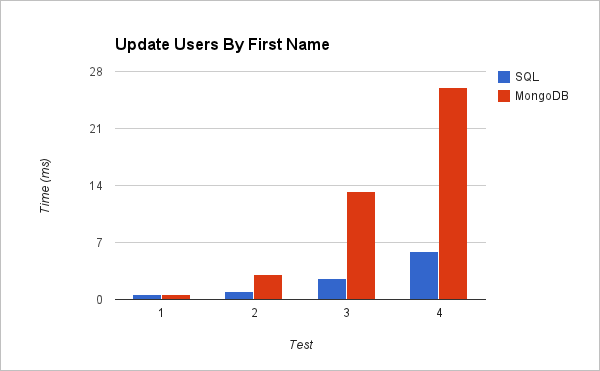 Update Users By First Name
28
21
14
7
0
Time (ms)
1 2 3 4
Test
SQL
MongoDB